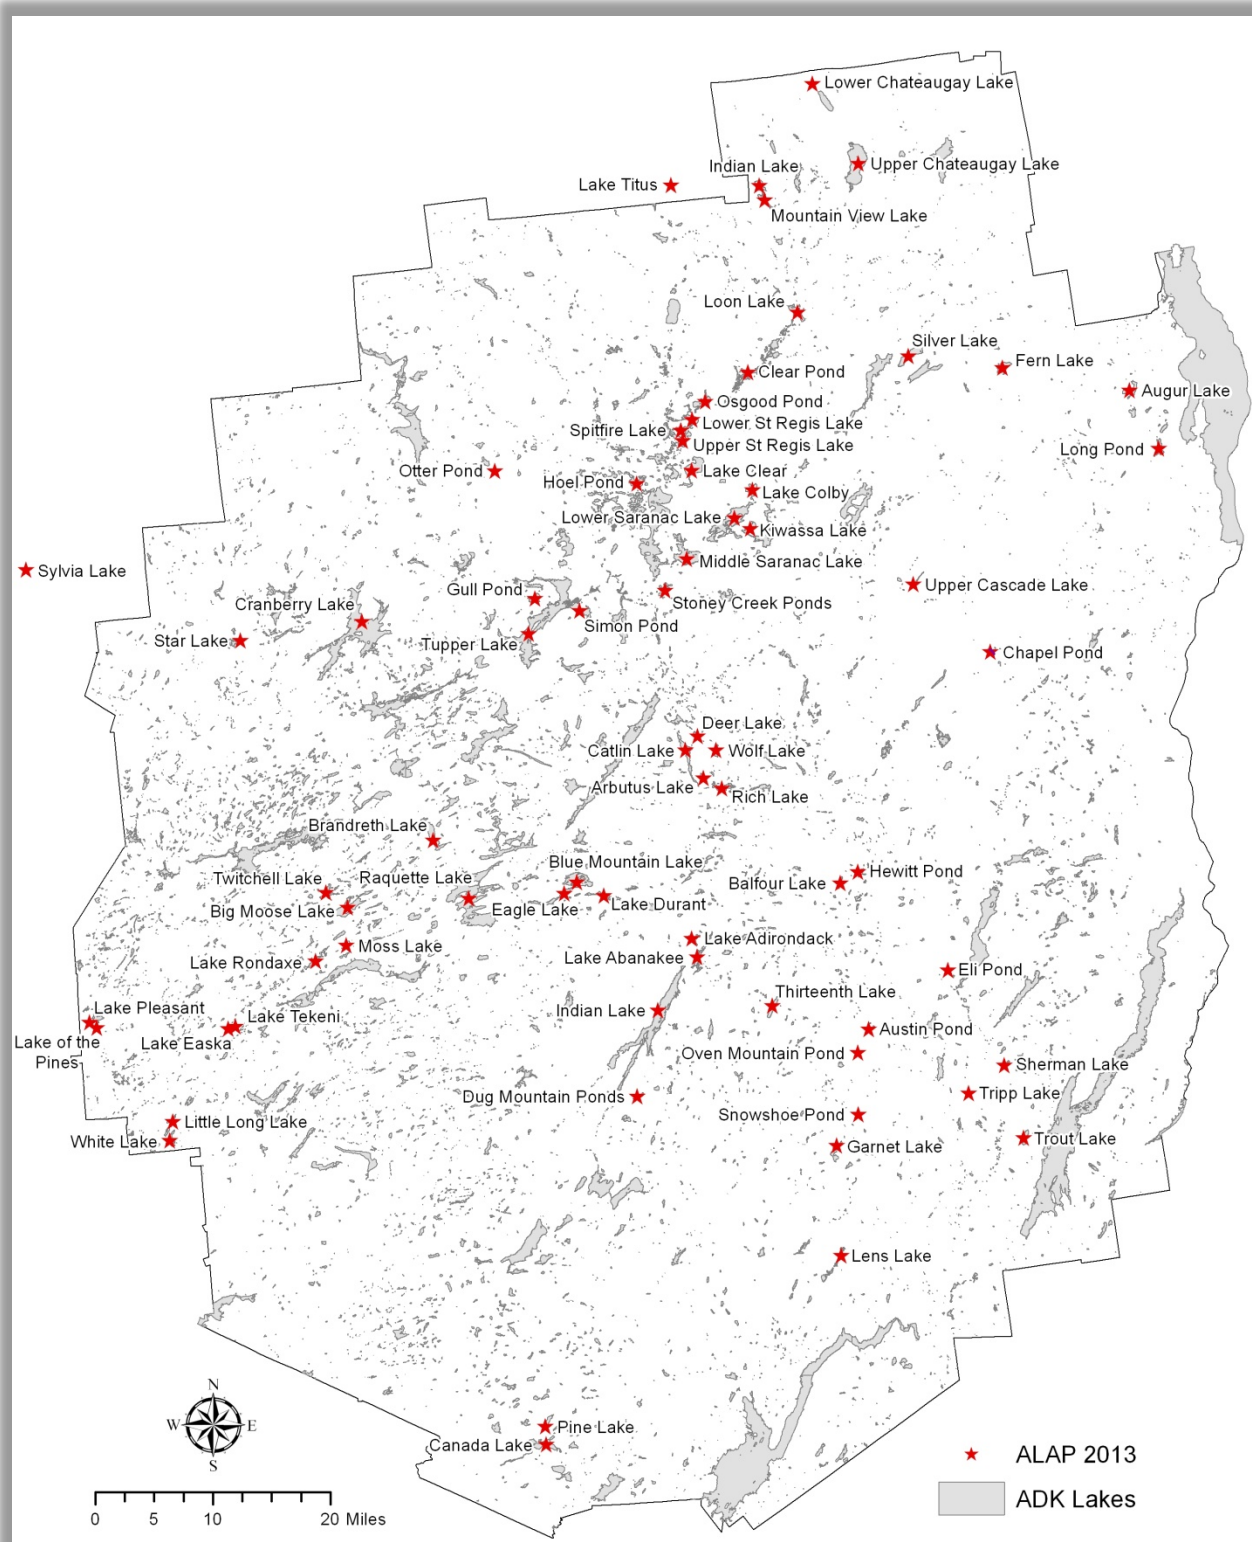 Lower Chateaugay Lake
Upper Chateaugay Lake
Indian Lake
Lake Titus
Mountain View Lake
Loon Lake
Silver Lake
Fern Lake
Clear Pond
Augur Lake
Osgood Pond
Lower St Regis Lake
Spitfire Lake
Upper St Regis Lake
Long Pond
Otter Pond
Lake Clear
Hoel Pond
Lake Colby
Lower Saranac Lake
Kiwassa Lake
Middle Saranac Lake
Sylvia Lake
Upper Cascade Lake
Gull Pond
Stoney Creek Ponds
Cranberry Lake
Simon Pond
Star Lake
Tupper Lake
Chapel Pond
Deer Lake
Catlin Lake
Wolf Lake
Arbutus Lake
Rich Lake
Brandreth Lake
Blue Mountain Lake
Hewitt Pond
Twitchell Lake
Raquette Lake
Balfour Lake
Big Moose Lake
Eagle Lake
Lake Durant
Lake Adirondack
Moss Lake
Lake Rondaxe
Lake Abanakee
Eli Pond
Thirteenth Lake
Lake Pleasant
Lake Tekeni
Indian Lake
Austin Pond
Lake of the
Pines
Lake Easka
Oven Mountain Pond
Sherman Lake
Dug Mountain Ponds
Tripp Lake
Little Long Lake
Snowshoe Pond
White Lake
Trout Lake
Garnet Lake
Lens Lake
N
W
E
S
Pine Lake
Canada Lake
ALAP 2013
ADK Lakes
0 5 10 20 Miles